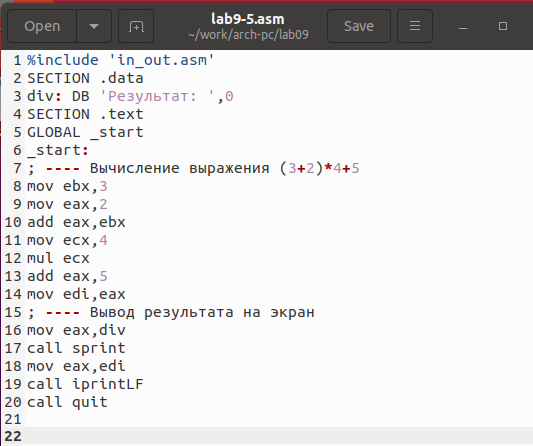 Open
lab9-5.asm
~/work/arch-pc/lab09
Save
1 %include 'in_out.asm'
2 SECTION .data
3 div: DB 'Результат: ',0
4 SECTION .text
5 GLOBAL _start
6 _start:
7 ; ---- Вычисление выражения (3+2)*4+5
8 mov ebx,3
9 mov eax,2
10 add eax,ebx
11 mov ecx,4
12 mul ecx
13 add eax,5
14 mov edi,eax
15 ; ---- Вывод результата на экран
16 mov eax,div
17 call sprint
18 mov eax,edi
19 call iprintLF
20 call quit
21
22